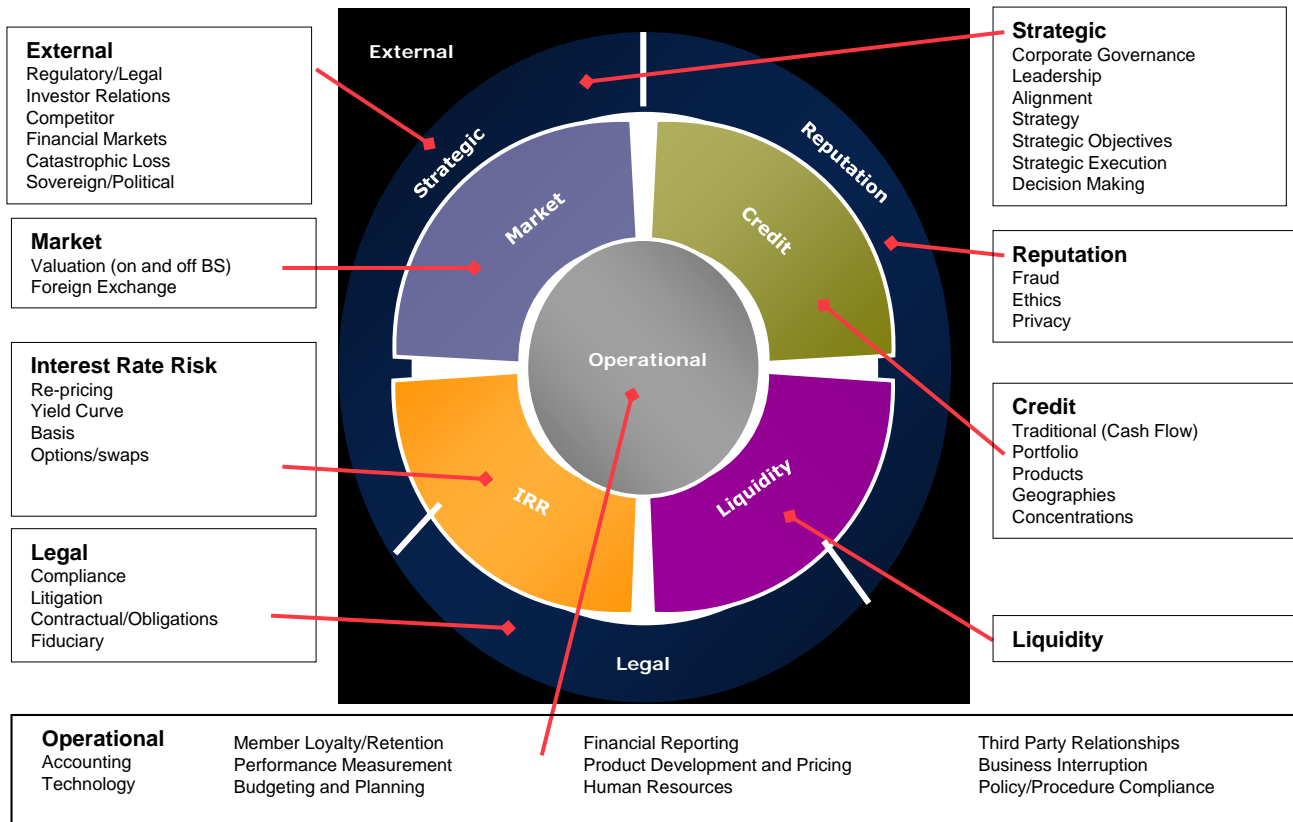 External
Regulatory/Legal
Investor Relations
Competitor
Financial Markets
Catastrophic Loss
Sovereign/Political
Market
Valuation (on and off BS)
Foreign Exchange
Interest Rate Risk
Re-pricing
Yield Curve
Basis
Options/swaps
Legal
Compliance
Litigation
Contractual/Obligations
Fiduciary
External
Strategic
Reputation
Market
Credit
Operational
IRR
Liquidity
Legal
Strategic
Corporate Governance
Leadership
Alignment
Strategy
Strategic Objectives
Strategic Execution
Decision Making
Reputation
Fraud
Ethics
Privacy
Credit
Traditional (Cash Flow)
Portfolio
Products
Geographies
Concentrations
Liquidity
Operational
Accounting
Technology
Member Loyalty/Retention
Performance Measurement
Budgeting and Planning
Financial Reporting
Product Development and Pricing
Human Resources
Third Party Relationships
Business Interruption
Policy/Procedure Compliance